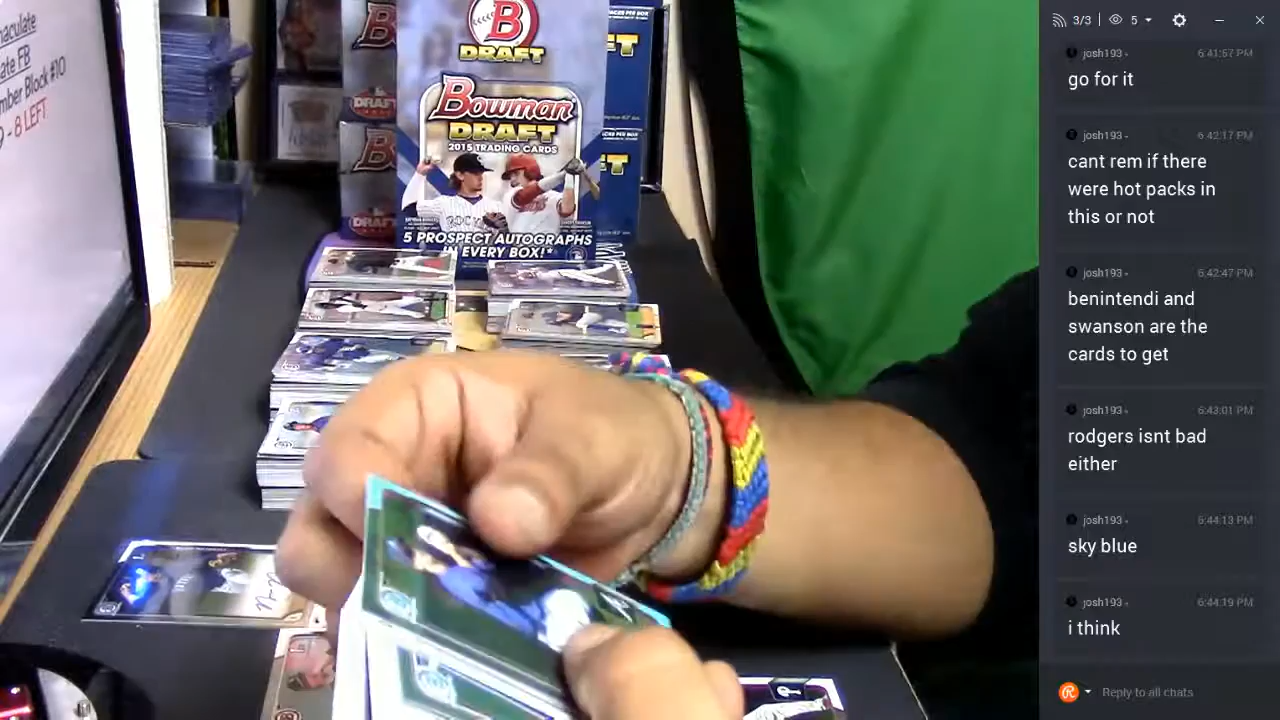 aculate
ate FB
mber Block #10
9 - 8 LEFT
B
DRAFT
Bowman
DRAFT
2015 TRADING CARDS
5 PROSPECT AUTOGRAPHS
IN EVERY BOX!*
3/3
5
josh193 6:41:57 PM
go for it
josh193 6:42:17 PM
cant rem if there
were hot packs in
this or not
josh193 6:42:47 PM
benintendi and
swanson are the
cards to get
josh193 6:43:01 PM
rodgers isnt bad
either
josh193 6:44:13 PM
sky blue
josh193 6:44:19 PM
i think
Reply to all chats